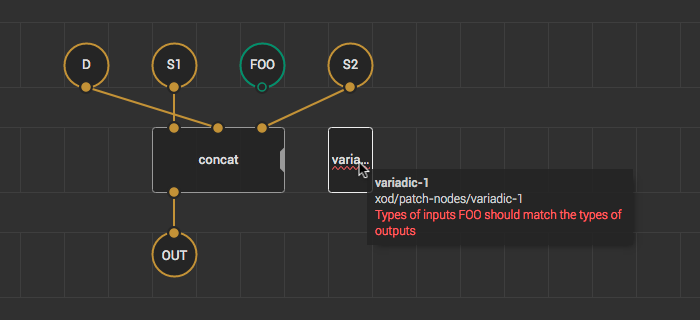 D
S1
FOO
S2
concat
varia...
variadic-1
xod/patch-nodes/variadic-1
Types of inputs FOO should match the types of
outputs
OUT